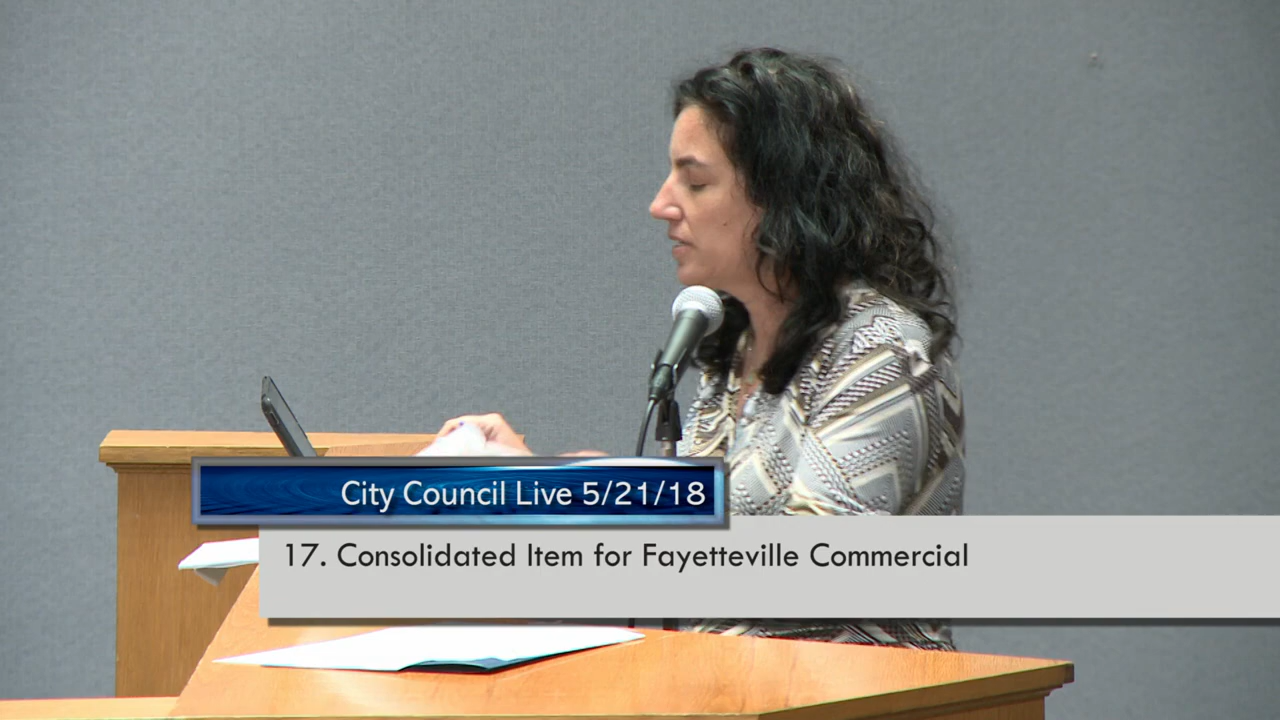 City Council Live 5/21/18
17. Consolidated Item for Fayetteville Commercial